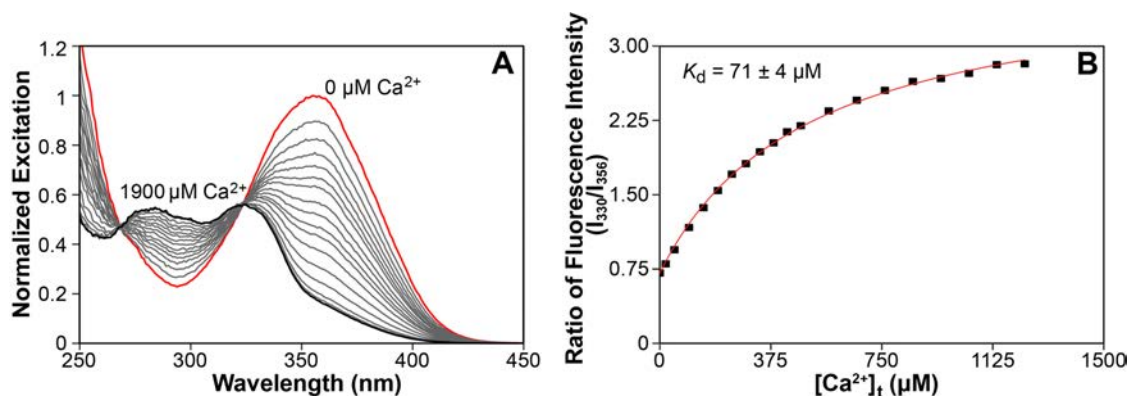 A
1.2
1
0.8
0.6
0.4
0.2
0
250
300
350
400
450
Normalized Excitation
Wavelength (nm)
0 µM Ca²⁺
1900 µM Ca²⁺
B
3.00
2.25
1.50
0.75
0
0
375
750
1125
1500
Ratio of Fluorescence Intensity
(I₃₃₀/I₃₅₆)
[Ca²⁺]ₜ (µM)
K_d = 71 ± 4 µM